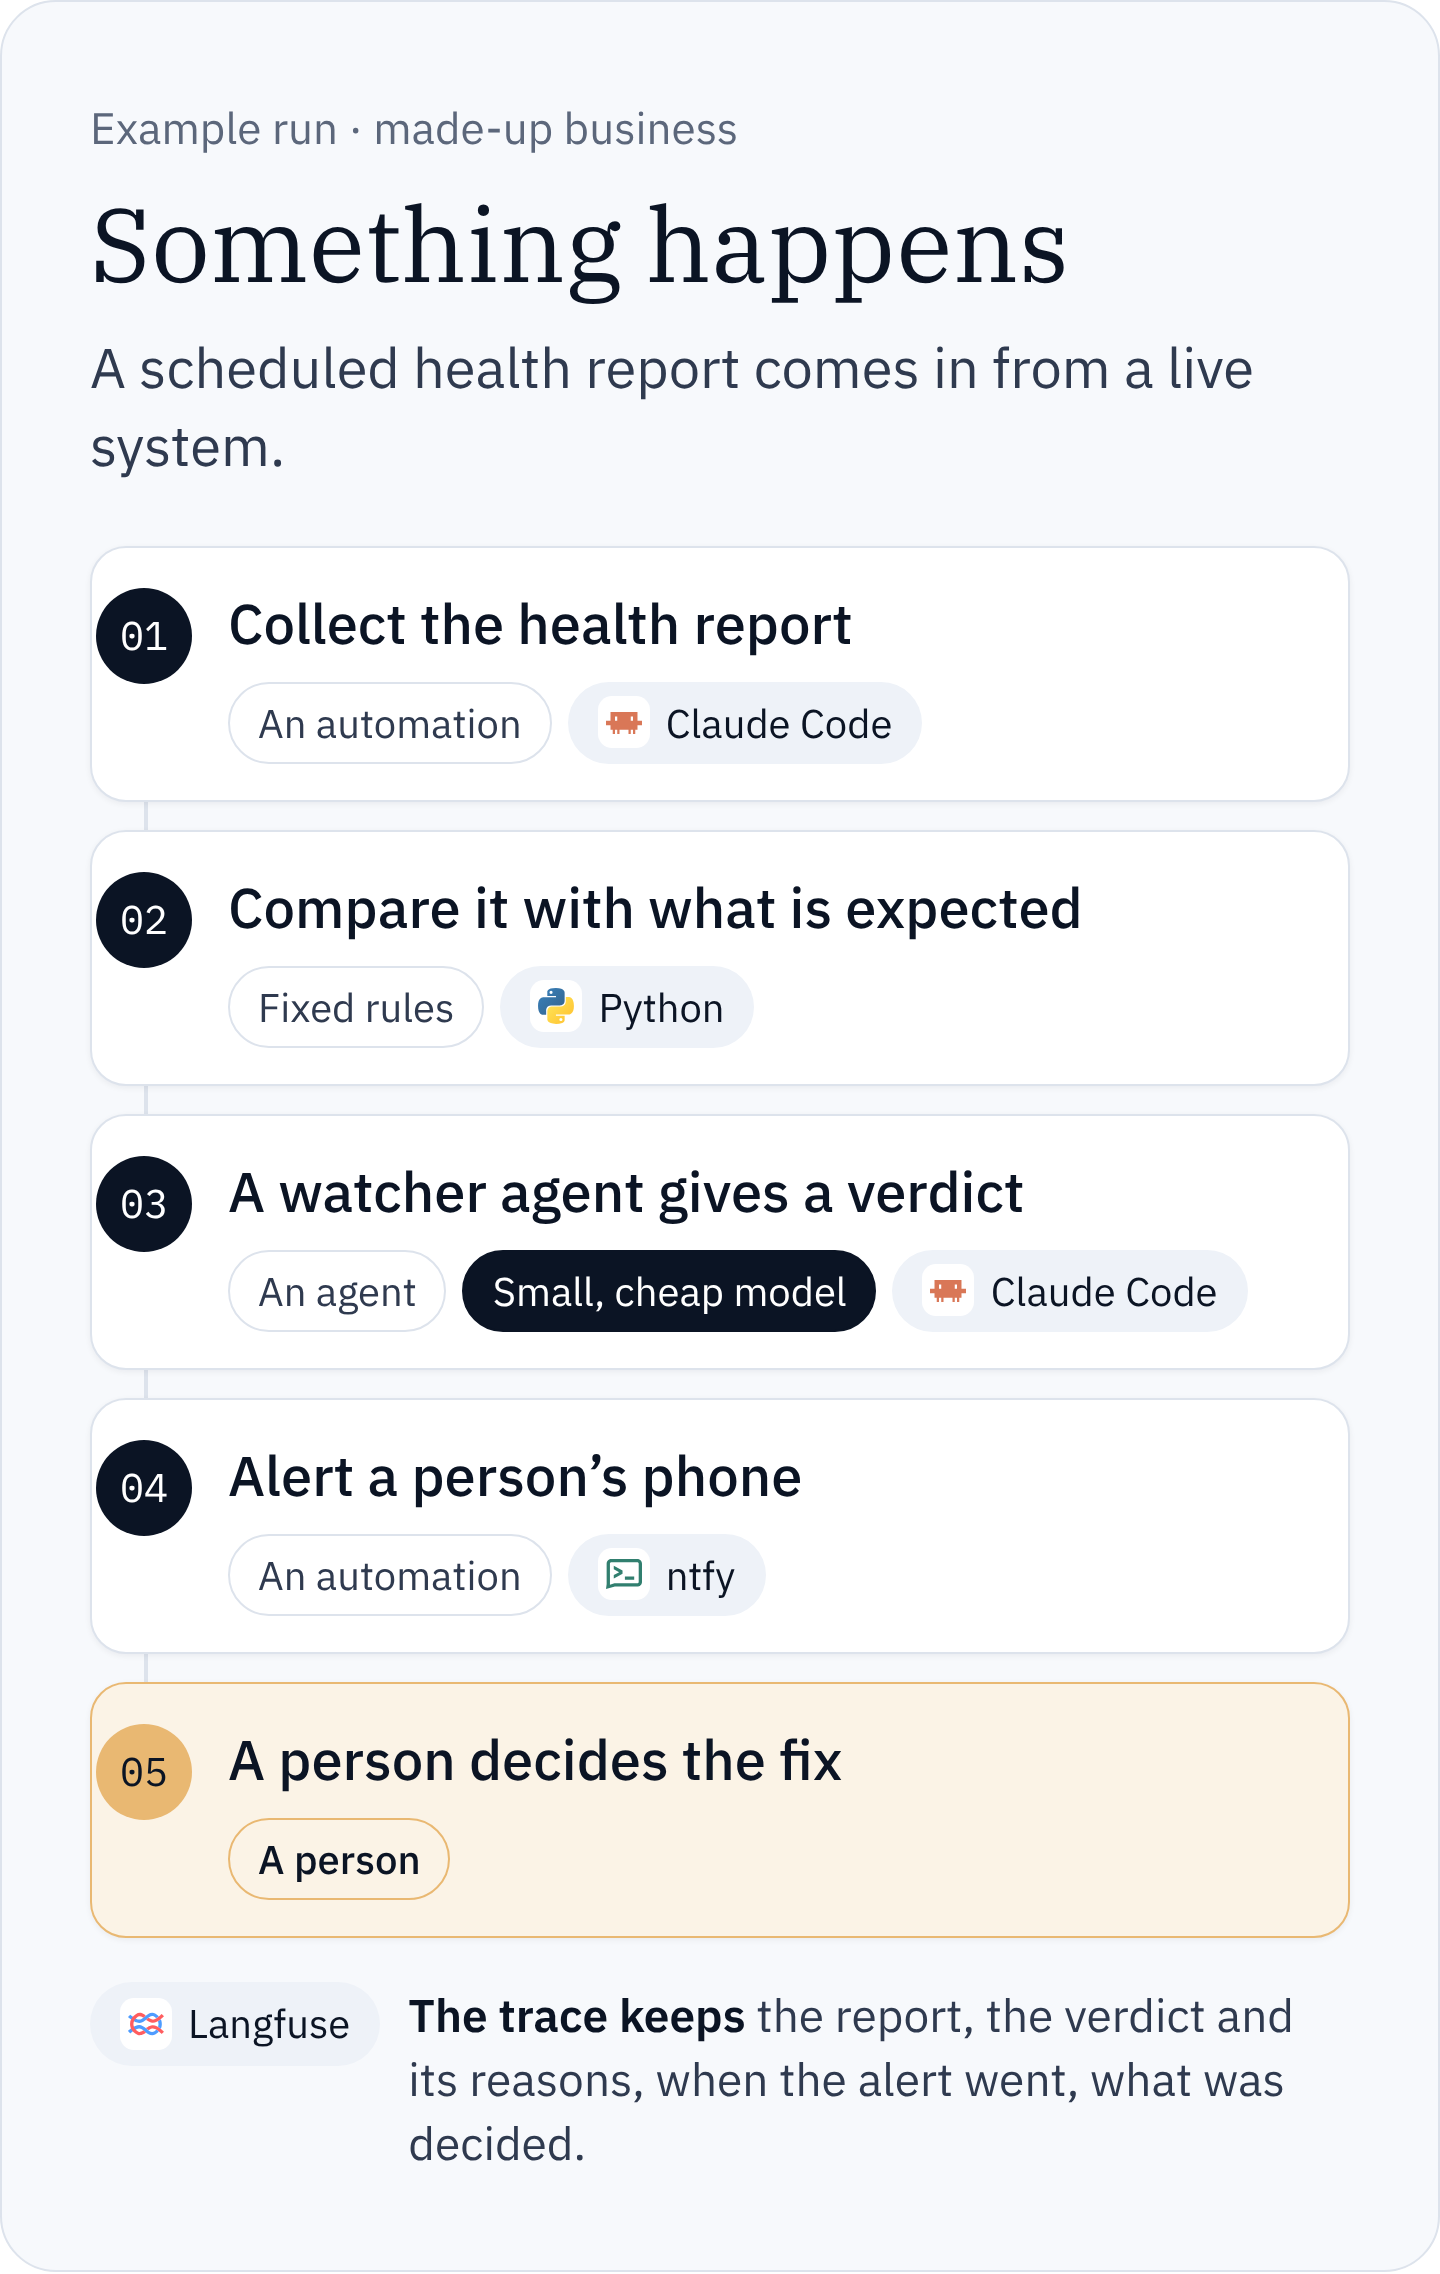 Example run · made-up business
Something happens
A scheduled health report comes in from a live
system.
01
Collect the health report
An automation
Claude Code
02
Compare it with what is expected
Fixed rules
Python
03
A watcher agent gives a verdict
An agent
Small, cheap model
Claude Code
04
Alert a person’s phone
An automation
ntfy
05
A person decides the fix
A person
Langfuse
The trace keeps the report, the verdict and
its reasons, when the alert went, what was
decided.